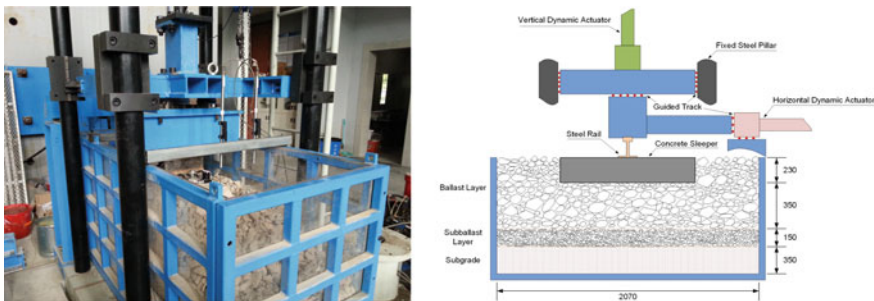 Vertical Dynamic Actuator
Fixed Steel Pillar
Guided Track
Horizontal Dynamic Actuator
Steel Rail
Concrete Sleeper
230
Ballast Layer
350
Subballast
Layer
150
Subgrade
350
2070